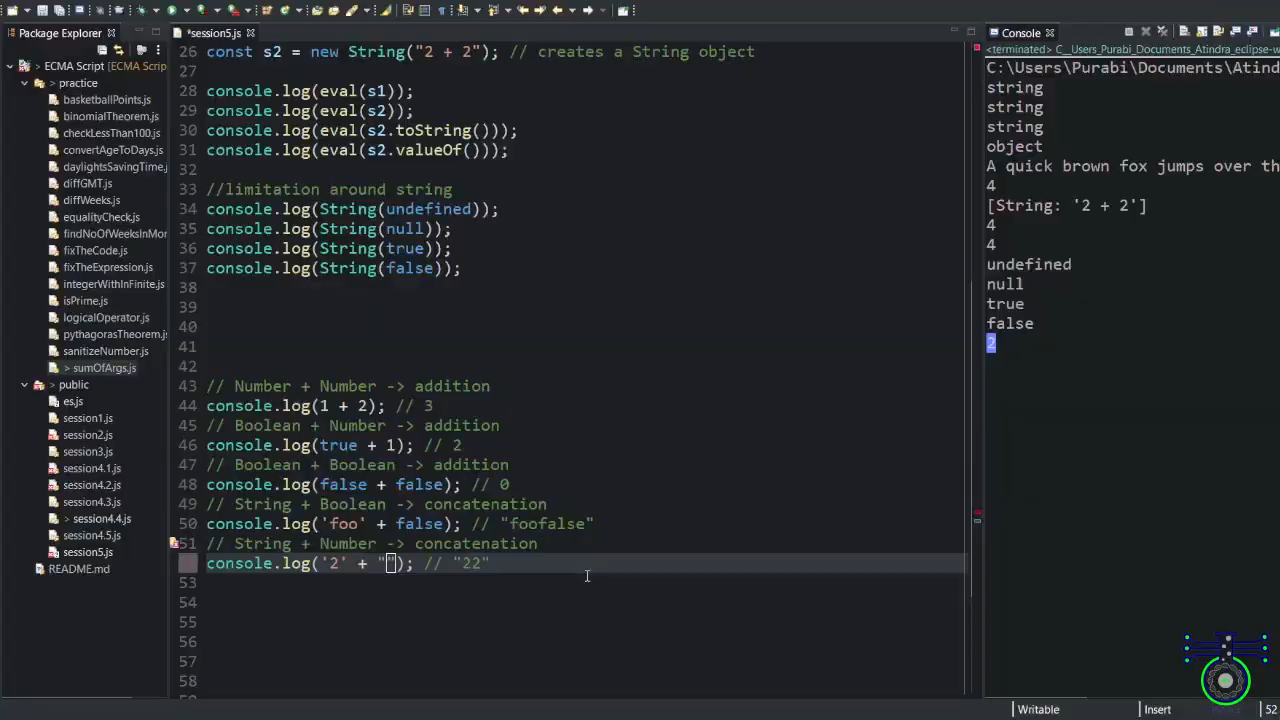 Package Explorer
*session5.js
Console
ECMA Script [ECMA Scrip
> practice
basketballPoints.js
binomialTheorem.js
checkLessThan100.js
convertAgeToDays.js
daylightsSavingTime.j
diffGMT.js
diffWeeks.js
equalityCheck.js
findNoOfWeeksInMor
fixTheCode.js
fixTheExpression.js
integerWithInFinite.js
isPrime.js
logicalOperator.js
pythagorasTheorem.j
sanitizeNumber.js
> sumOfArgs.js
> public
es.js
session1.js
session2.js
session3.js
session4.1.js
session4.2.js
session4.3.js
> session4.4.js
session4.5.js
session5.js
README.md
26 const s2 = new String("2 + 2"); // creates a String object
27
28 console.log(eval(s1));
29 console.log(eval(s2));
30 console.log(eval(s2.toString()));
31 console.log(eval(s2.valueOf()));
32
33 //limitation around string
34 console.log(String(undefined));
35 console.log(String(null));
36 console.log(String(true));
37 console.log(String(false));
38
39
40
41
42
43 // Number + Number -> addition
44 console.log(1 + 2); // 3
45 // Boolean + Number -> addition
46 console.log(true + 1); // 2
47 // Boolean + Boolean -> addition
48 console.log(false + false); // 0
49 // String + Boolean -> concatenation
50 console.log('foo' + false); // "foofalse"
51 // String + Number -> concatenation
console.log('2' + ""); // "22"
53
54
55
56
57
58
<terminated> C__Users_Purabi_Documents_Atindra_eclipse-w
C:\Users\Purabi\Documents\Atind
string
string
string
object
A quick brown fox jumps over th
4
[String: '2 + 2']
4
4
undefined
null
true
false
2
Writable
Insert
52